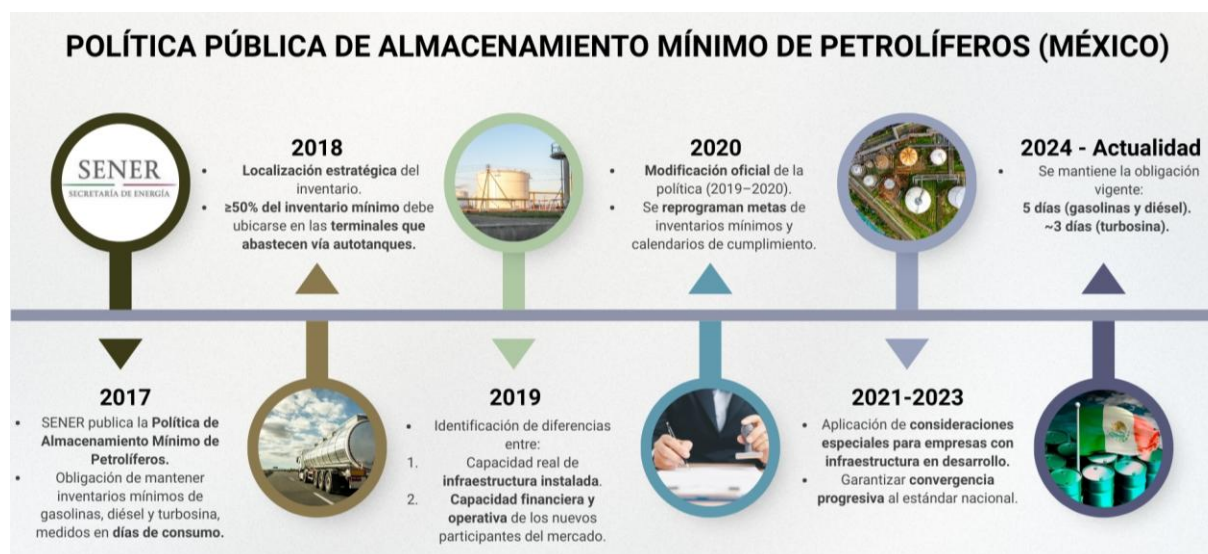 POLÍTICA PÚBLICA DE ALMACENAMIENTO MÍNIMO DE PETROLÍFEROS (MÉXICO)
SENER
SECRETARÍA DE ENERGÍA
2017
• SENER publica la Política de
Almacenamiento Mínimo de
Petrolíferos.
• Obligación de mantener
inventarios mínimos de
gasolinas, diésel y turbosina,
medidos en días de consumo.
2018
• Localización estratégica del
inventario.
• ≥50% del inventario mínimo debe
ubicarse en las terminales que
abastecen vía autotanques.
2019
• Identificación de diferencias
entre:
1. Capacidad real de
infraestructura instalada.
2. Capacidad financiera y
operativa de los nuevos
participantes del mercado.
2020
• Modificación oficial de la
política (2019–2020).
• Se reprograman metas de
inventarios mínimos y
calendarios de cumplimiento.
2021-2023
• Aplicación de consideraciones
especiales para empresas con
infraestructura en desarrollo.
• Garantizar convergencia
progresiva al estándar nacional.
2024 - Actualidad
• Se mantiene la obligación
vigente:
5 días (gasolinas y diésel).
~3 días (turbosina).